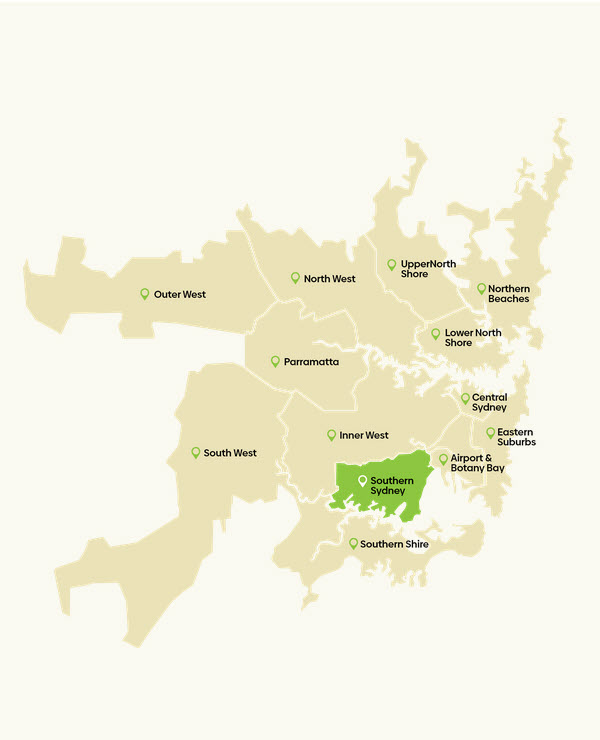 UpperNorth
Shore
North West
Northern
Beaches
Outer West
Lower North
Shore
Parramatta
Central
Sydney
Inner West
Eastern
Suburbs
South West
Airport &
Botany Bay
Southern
Sydney
Southern Shire